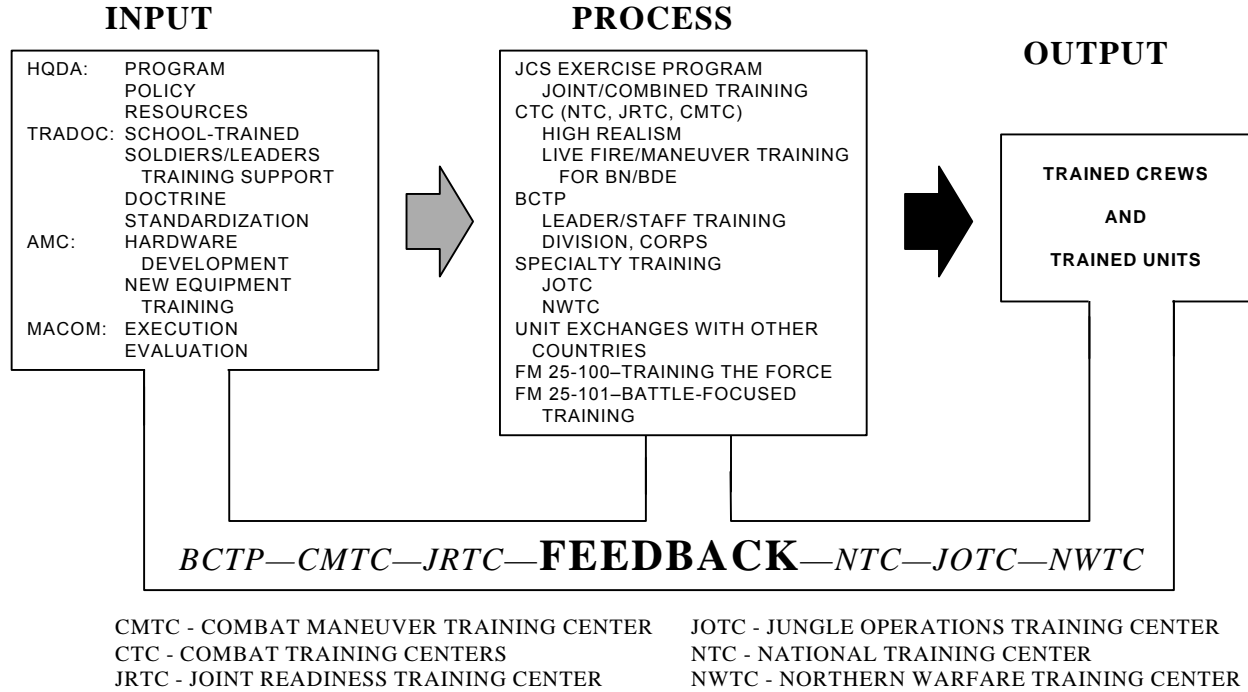 INPUT
HQDA: PROGRAM
POLICY
RESOURCES
TRADOC: SCHOOL-TRAINED
SOLDIERS/LEADERS
TRAINING SUPPORT
DOCTRINE
STANDARDIZATION
AMC: HARDWARE
DEVELOPMENT
NEW EQUIPMENT
TRAINING
MACOM: EXECUTION
EVALUATION
PROCESS
JCS EXERCISE PROGRAM
JOINT/COMBINED TRAINING
CTC (NTC, JRTC, CMTC)
HIGH REALISM
LIVE FIRE/MANEUVER TRAINING
FOR BN/BDE
BCTP
LEADER/STAFF TRAINING
DIVISION, CORPS
SPECIALTY TRAINING
JOTC
NWTC
UNIT EXCHANGES WITH OTHER
COUNTRIES
FM 25-100–TRAINING THE FORCE
FM 25-101–BATTLE-FOCUSED
TRAINING
OUTPUT
TRAINED CREWS
AND
TRAINED UNITS
BCTP—CMTC—JRTC—FEEDBACK—NTC—JOTC—NWTC
CMTC - COMBAT MANEUVER TRAINING CENTER
CTC - COMBAT TRAINING CENTERS
JRTC - JOINT READINESS TRAINING CENTER
JOTC - JUNGLE OPERATIONS TRAINING CENTER
NTC - NATIONAL TRAINING CENTER
NWTC - NORTHERN WARFARE TRAINING CENTER